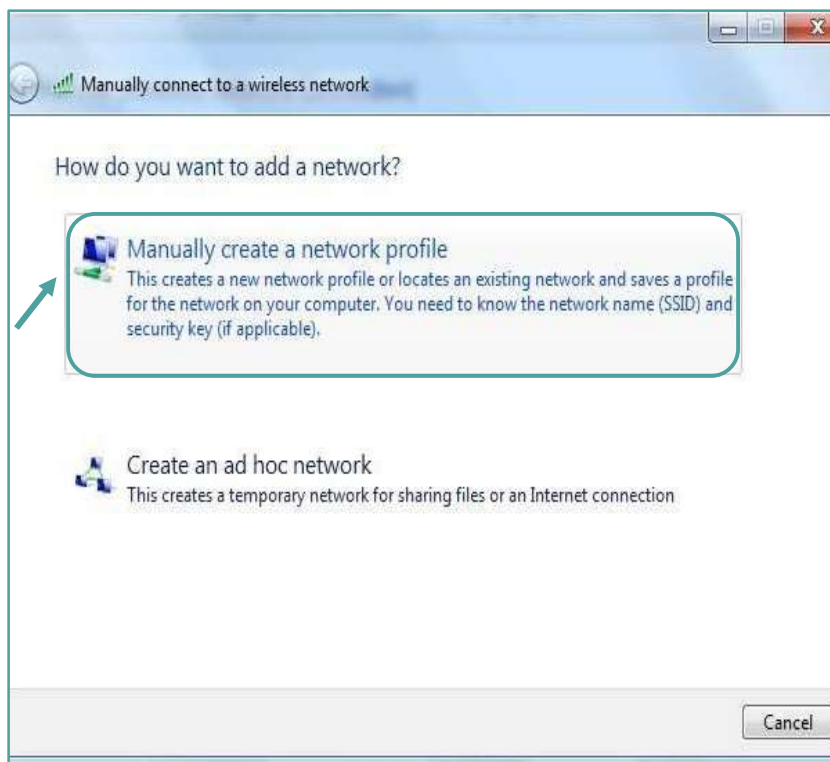 Manually connect to a wireless network
How do you want to add a network?
Manually create a network profile
This creates a new network profile or locates an existing network and saves a profile
for the network on your computer. You need to know the network name (SSID) and
security key (if applicable).
Create an ad hoc network
This creates a temporary network for sharing files or an Internet connection
Cancel